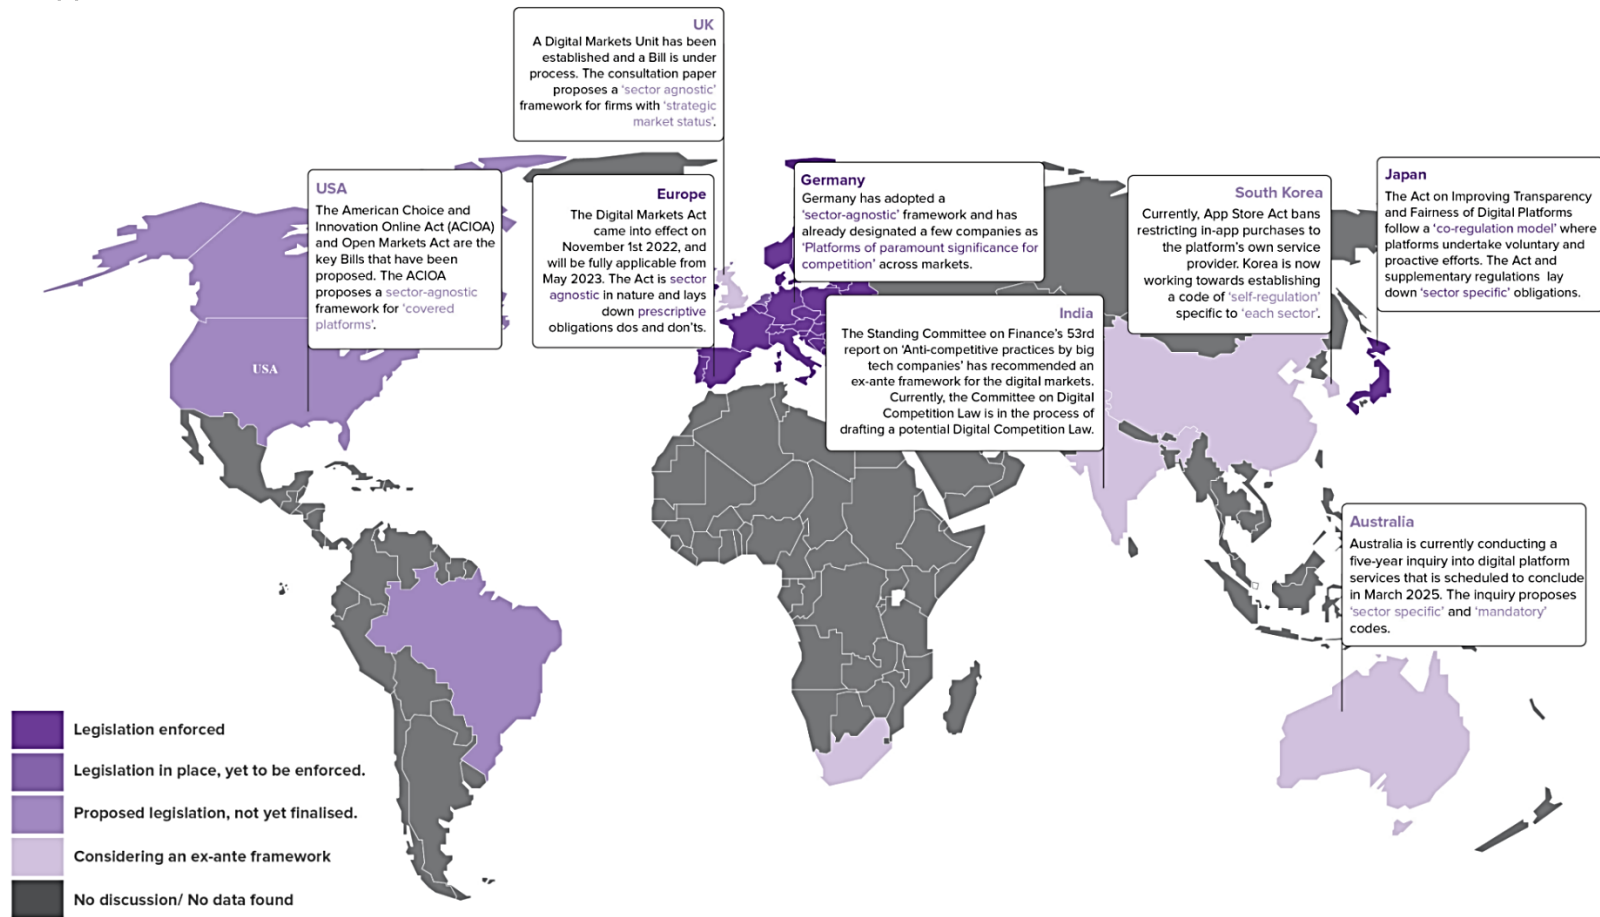 UK
A Digital Markets Unit has been
established and a Bill is under
process. The consultation paper
proposes a ‘sector agnostic’
framework for firms with ‘strategic
market status’.
USA
The American Choice and
Innovation Online Act (ACIOA)
and Open Markets Act are the
key Bills that have been
proposed. The ACIOA
proposes a sector-agnostic
framework for ‘covered
platforms’.
Europe
The Digital Markets Act
came into effect on
November 1st 2022, and
will be fully applicable from
May 2023. The Act is sector
agnostic in nature and lays
down prescriptive
obligations dos and don’ts.
Germany
Germany has adopted a
‘sector-agnostic’ framework and has
already designated a few companies as
‘Platforms of paramount significance for
competition’ across markets.
South Korea
Currently, App Store Act bans
restricting in-app purchases to
the platform’s own service
provider. Korea is now
working towards establishing
a code of ‘self-regulation’
specific to ‘each sector’.
Japan
The Act on Improving Transparency
and Fairness of Digital Platforms
follow a ‘co-regulation model’ where
platforms undertake voluntary and
proactive efforts. The Act and
supplementary regulations lay
down ‘sector specific’ obligations.
India
The Standing Committee on Finance’s 53rd
report on ‘Anti-competitive practices by big
tech companies’ has recommended an
ex-ante framework for the digital markets.
Currently, the Committee on Digital
Competition Law is in the process of
drafting a potential Digital Competition Law.
USA
Australia
Australia is currently conducting a
five-year inquiry into digital platform
services that is scheduled to conclude
in March 2025. The inquiry proposes
‘sector specific’ and ‘mandatory’
codes.
Legislation enforced
Legislation in place, yet to be enforced.
Proposed legislation, not yet finalised.
Considering an ex-ante framework
No discussion/ No data found